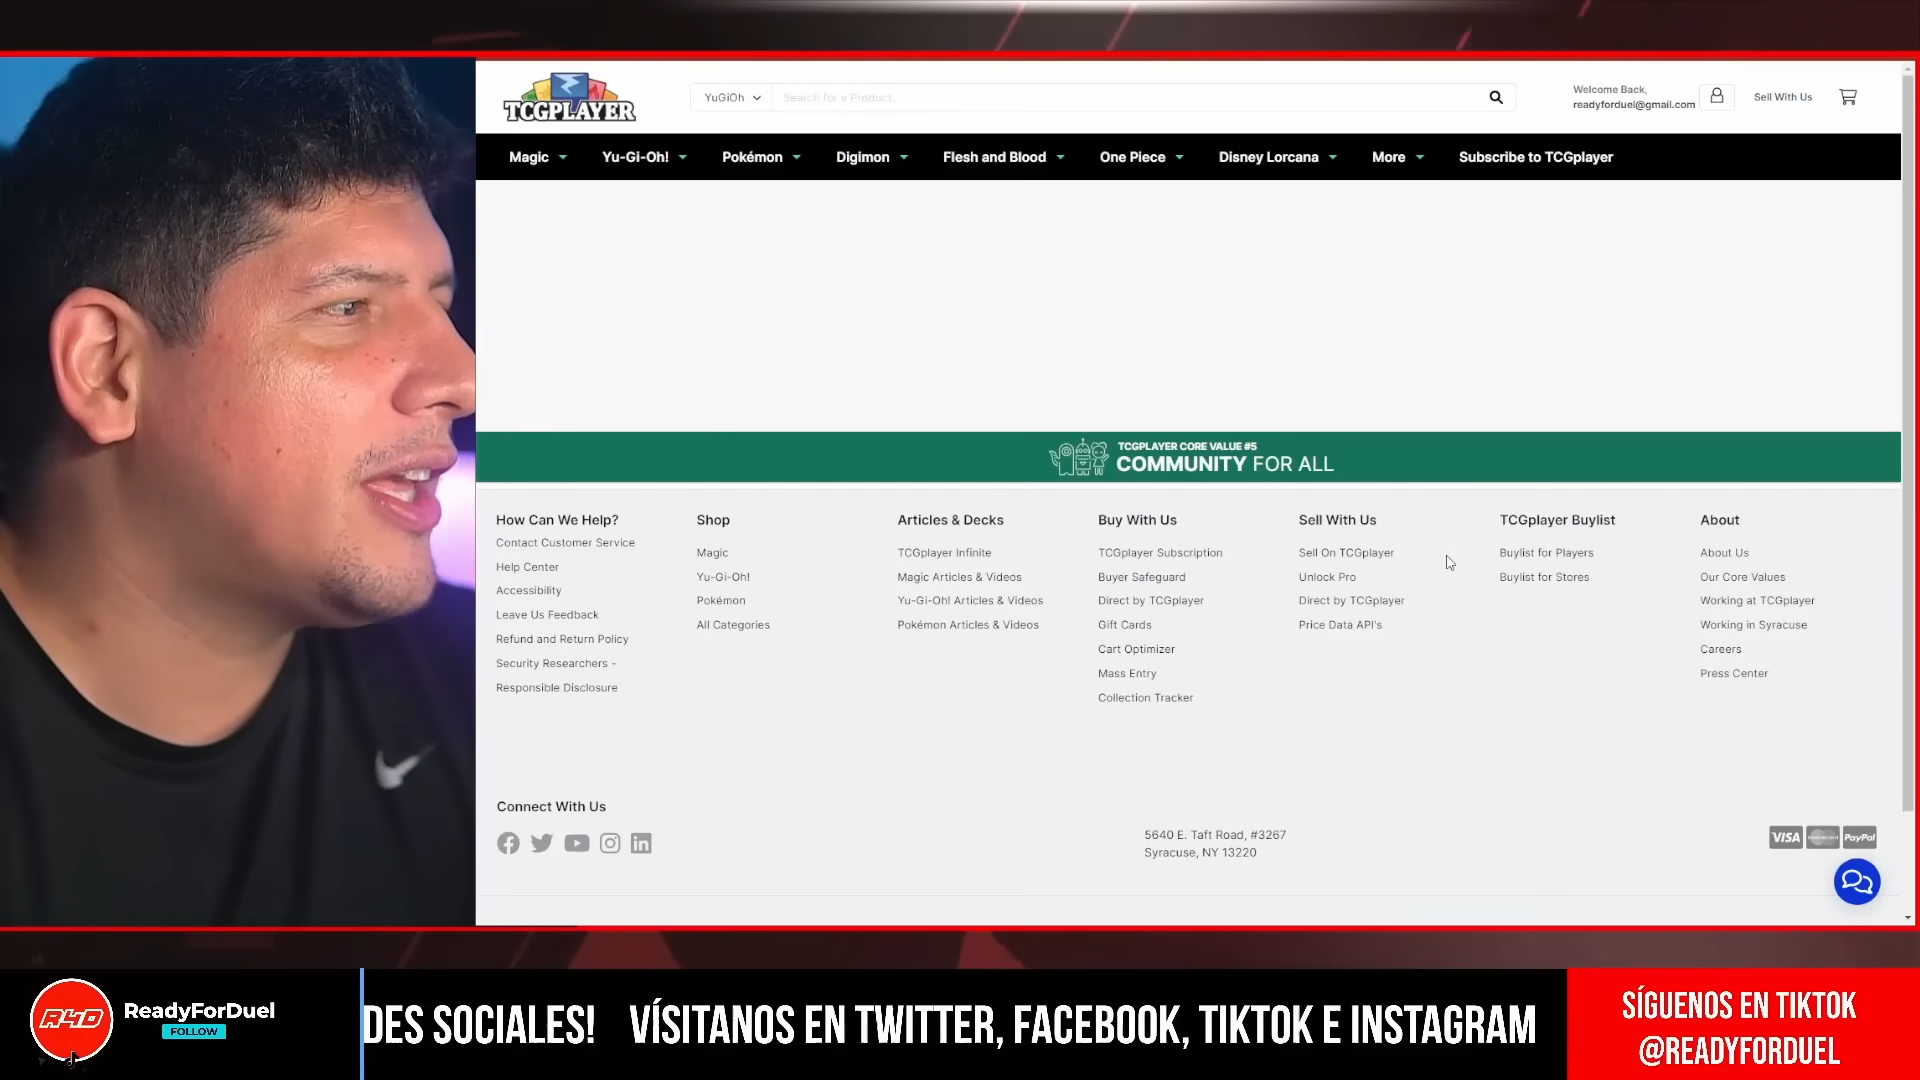 TCGPLAYER
YuGiOh
Search for a Product...
Welcome Back,
readyforduel@gmail.com
Sell With Us
Magic
Yu-Gi-Oh!
Pokémon
Digimon
Flesh and Blood
One Piece
Disney Lorcana
More
Subscribe to TCGplayer
TCGPLAYER CORE VALUE #5
COMMUNITY FOR ALL
How Can We Help?
Contact Customer Service
Help Center
Accessibility
Leave Us Feedback
Refund and Return Policy
Security Researchers -
Responsible Disclosure
Shop
Magic
Yu-Gi-Oh!
Pokémon
All Categories
Articles & Decks
TCGplayer Infinite
Magic Articles & Videos
Yu-Gi-Oh! Articles & Videos
Pokémon Articles & Videos
Buy With Us
TCGplayer Subscription
Buyer Safeguard
Direct by TCGplayer
Gift Cards
Cart Optimizer
Mass Entry
Collection Tracker
Sell With Us
Sell On TCGplayer
Unlock Pro
Direct by TCGplayer
Price Data API's
TCGplayer Buylist
Buylist for Players
Buylist for Stores
About
About Us
Our Core Values
Working at TCGplayer
Working in Syracuse
Careers
Press Center
Connect With Us
5640 E. Taft Road, #3267
Syracuse, NY 13220
VISA
PayPal
R4D
ReadyForDuel
FOLLOW
DES SOCIALES! VÍSITANOS EN TWITTER, FACEBOOK, TIKTOK E INSTAGRAM
SÍGUENOS EN TIKTOK
@READYFORDUEL